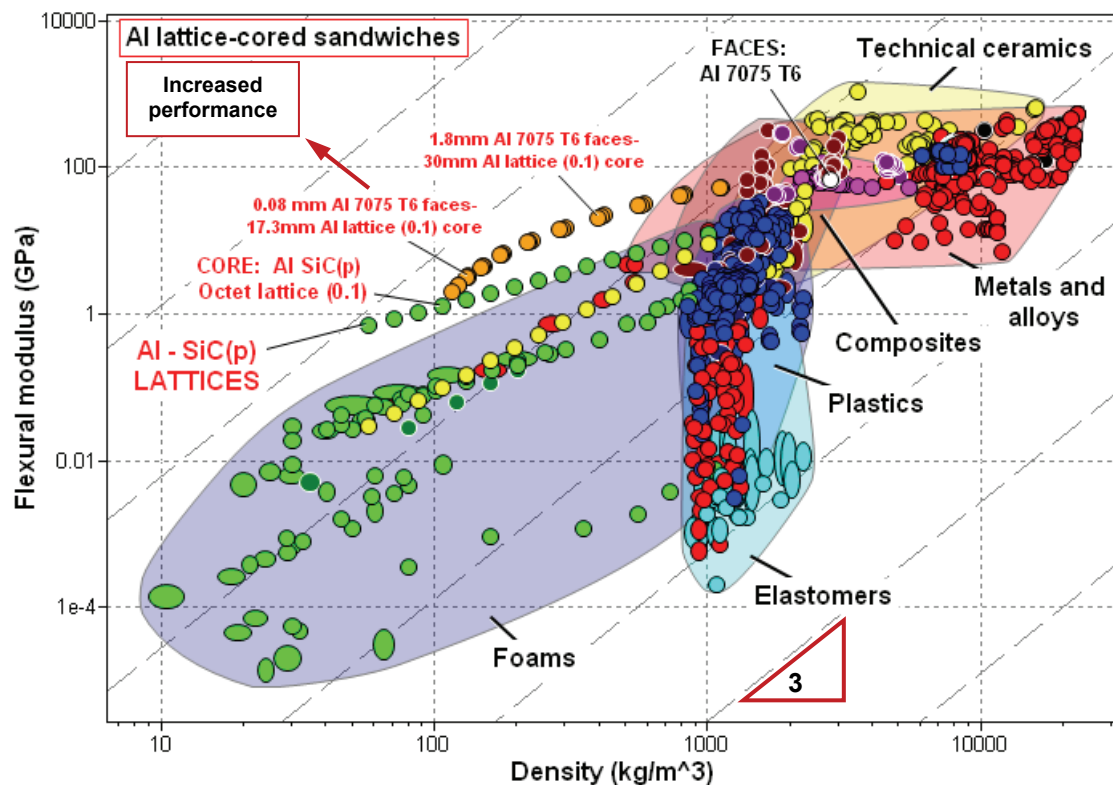 Al lattice-cored sandwiches
Increased
performance
FACES:
Al 7075 T6
Technical ceramics
1.8mm Al 7075 T6 faces-
30mm Al lattice (0.1) core
0.08 mm Al 7075 T6 faces-
17.3mm Al lattice (0.1) core
CORE: Al SiC(p)
Octet lattice (0.1)
Al - SiC(p)
LATTICES
Metals and
alloys
Composites
Plastics
Elastomers
Foams
3
Flexural modulus (GPa)
10000
100
1
0.01
1e-4
10
100
1000
10000
Density (kg/m^3)